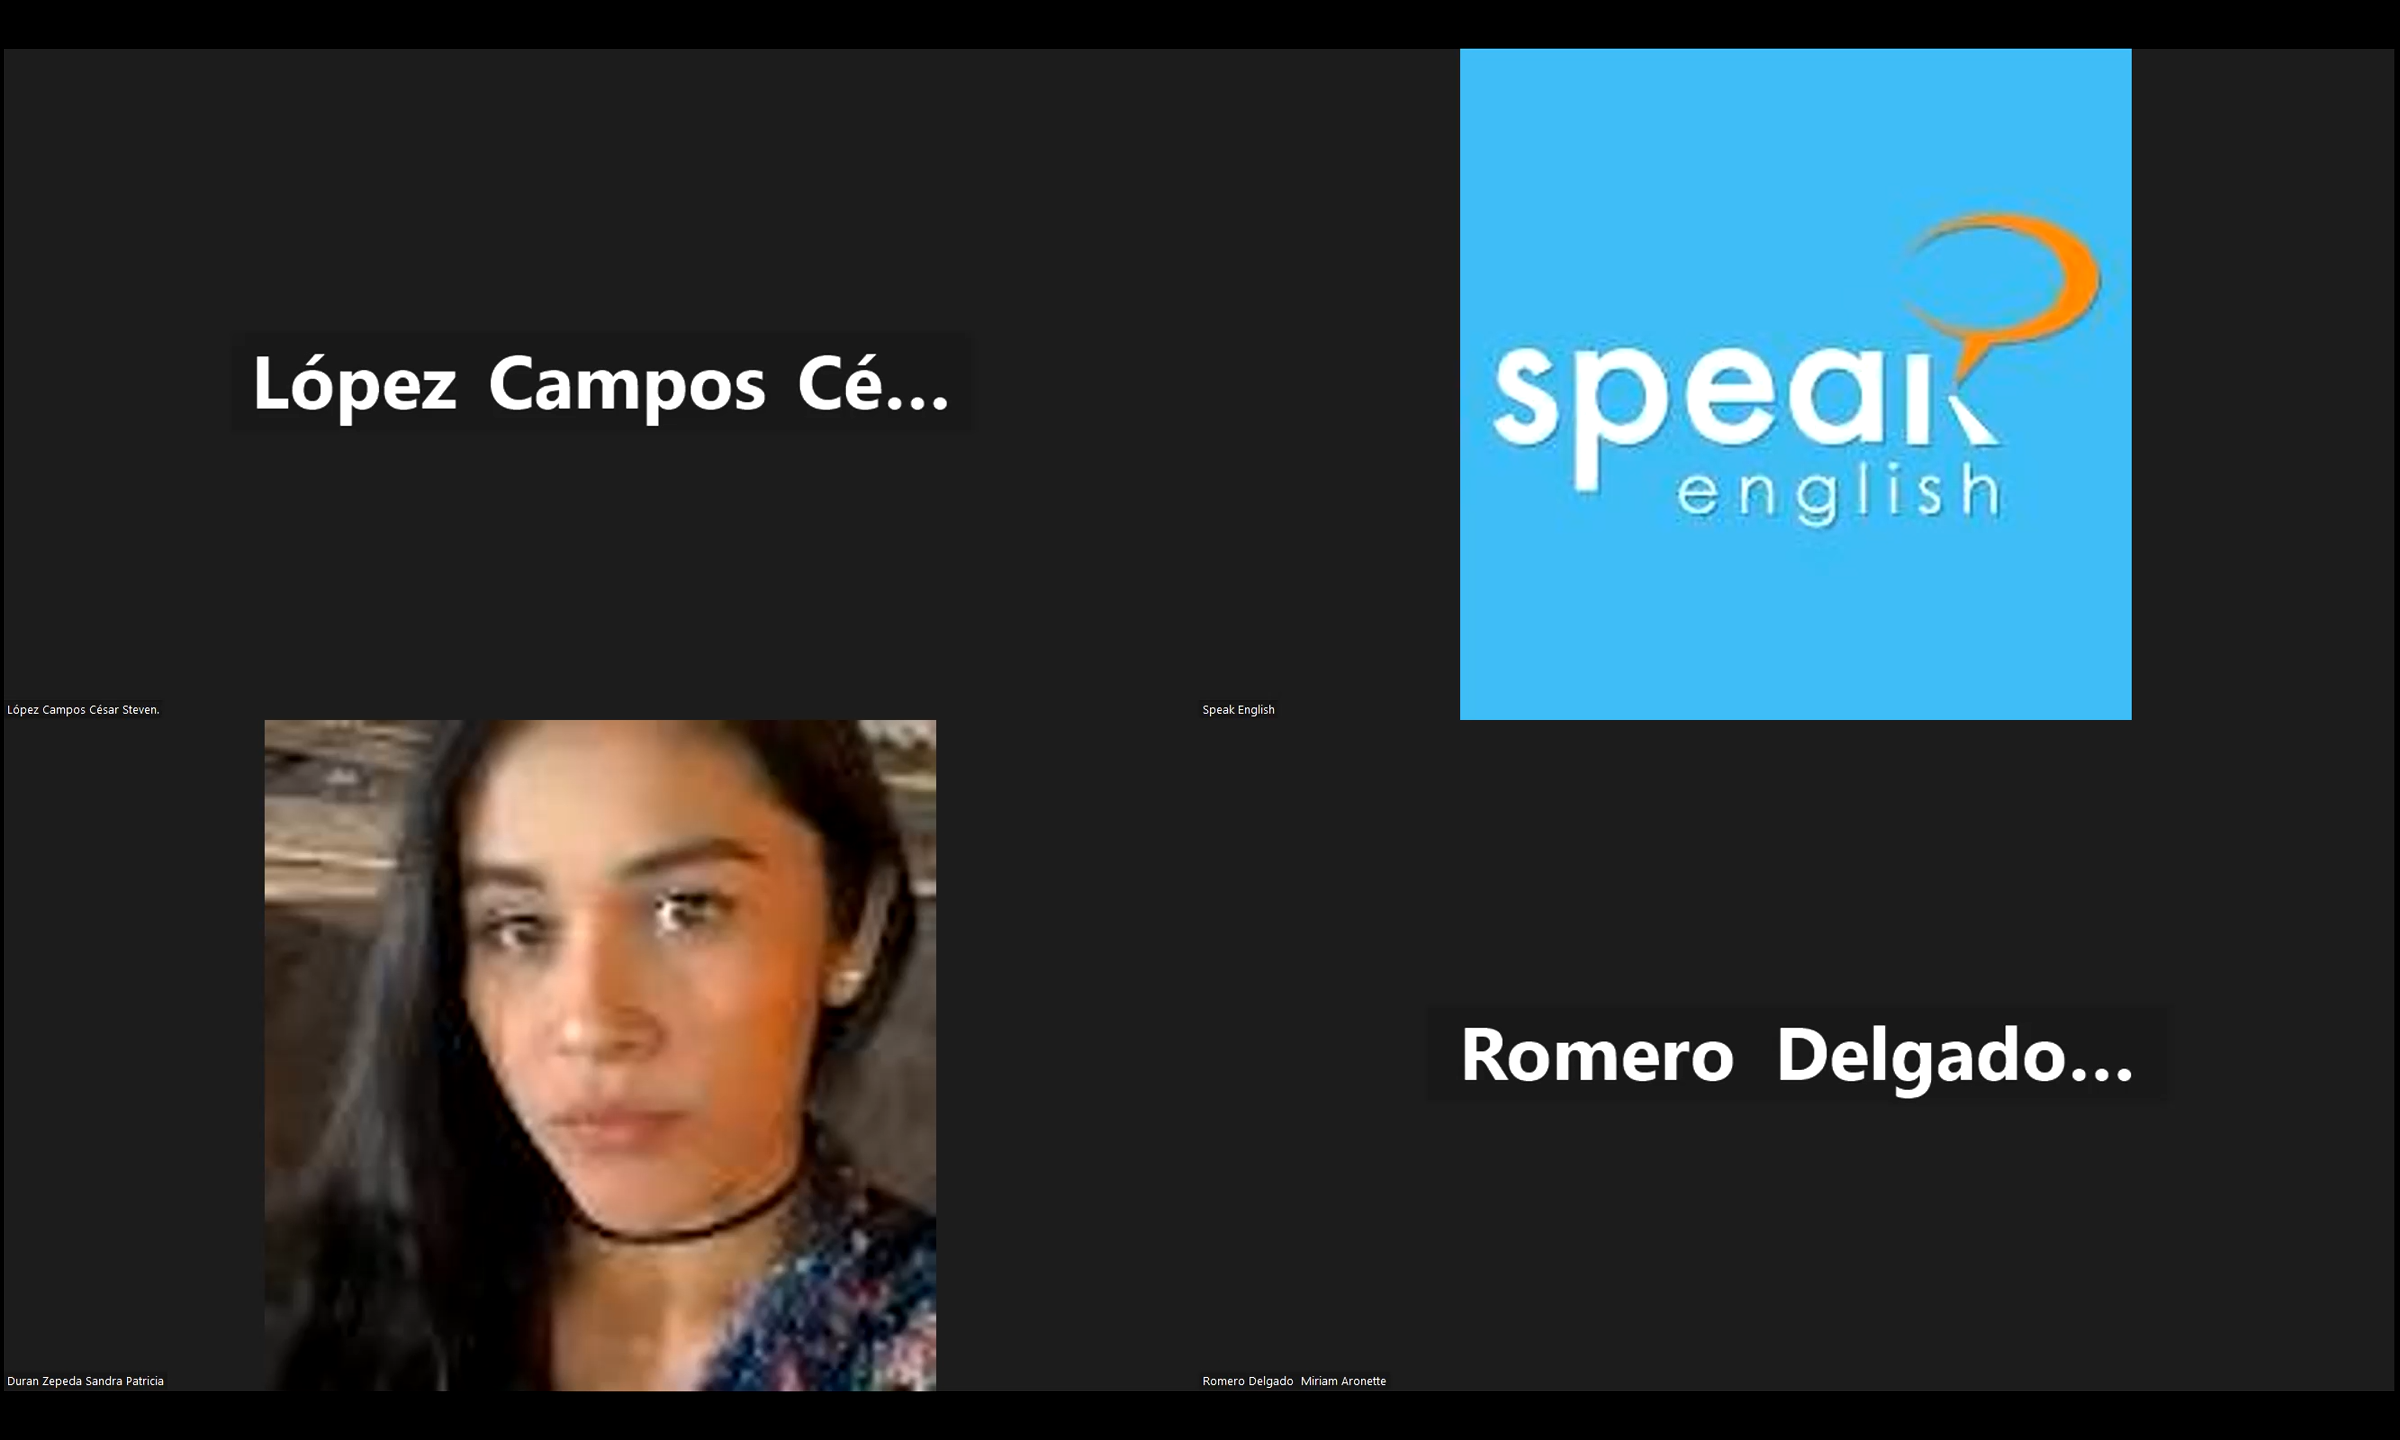 López Campos Cé...
speak
english
López Campos César Steven.
Speak English
Romero Delgado...
Duran Zepeda Sandra Patricia
Romero Delgado Miriam Aronette